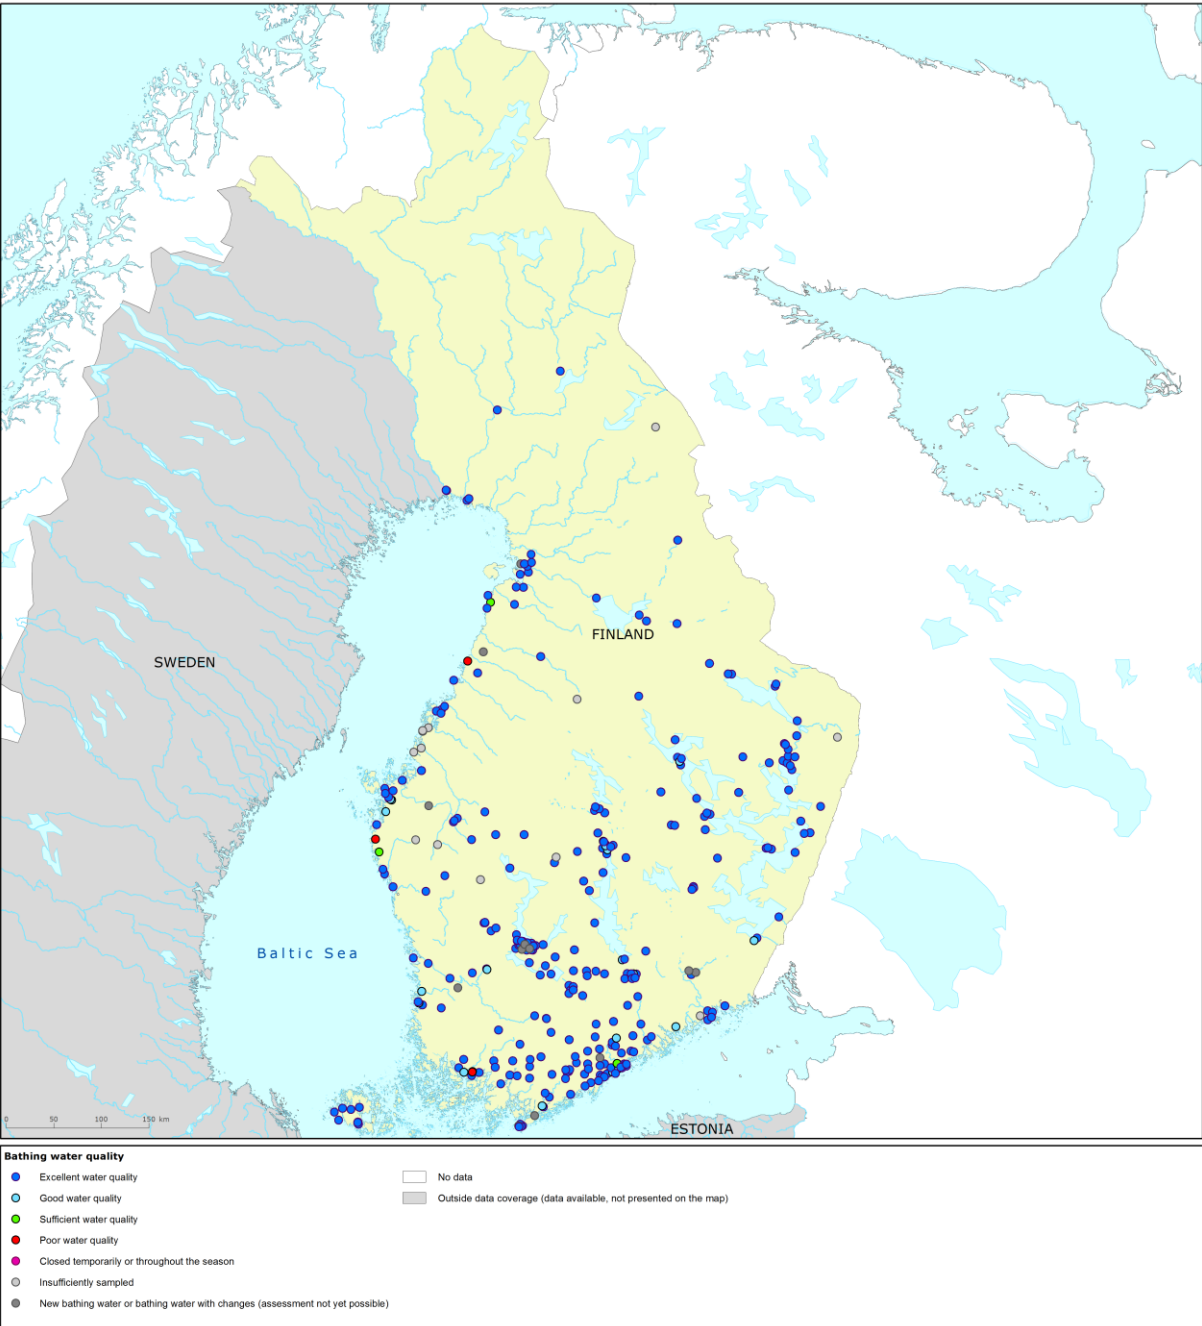 FINLAND
SWEDEN
Baltic Sea
0 50 100 150 km
ESTONIA
Bathing water quality
Excellent water quality
Good water quality
Sufficient water quality
Poor water quality
Closed temporarily or throughout the season
Insufficiently sampled
New bathing water or bathing water with changes (assessment not yet possible)
No data
Outside data coverage (data available, not presented on the map)